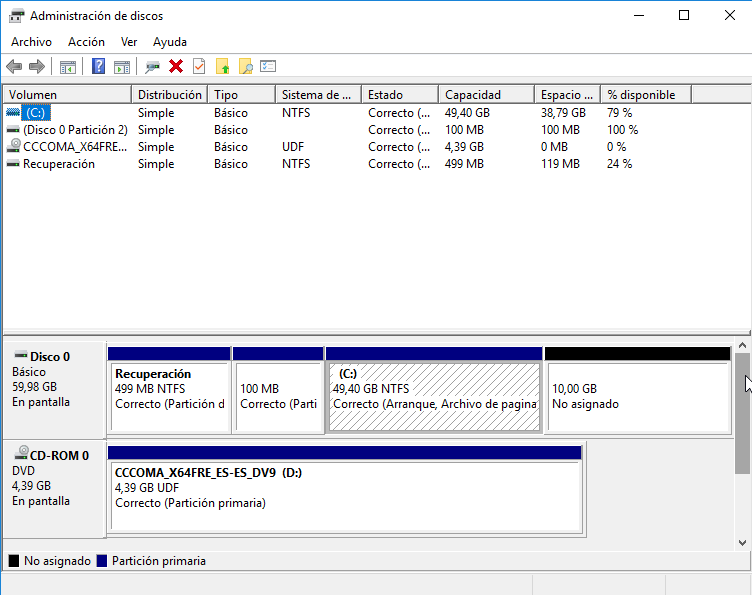 Administración de discos
Archivo Acción Ver Ayuda
Volumen Distribución Tipo Sistema de ... Estado Capacidad Espacio ... % disponible
(C:) Simple Básico NTFS Correcto (... 49,40 GB 38,79 GB 79 %
(Disco 0 Partición 2) Simple Básico Correcto (... 100 MB 100 MB 100 %
CCCOMA_X64FRE... Simple Básico UDF Correcto (... 4,39 GB 0 MB 0 %
Recuperación Simple Básico NTFS Correcto (... 499 MB 119 MB 24 %
Disco 0
Básico
59,98 GB
En pantalla
Recuperación
499 MB NTFS
Correcto (Partición d
100 MB
Correcto (Parti
(C:)
49,40 GB NTFS
Correcto (Arranque, Archivo de pagina
10,00 GB
No asignado
CD-ROM 0
DVD
4,39 GB
En pantalla
CCCOMA_X64FRE_ES-ES_DV9 (D:)
4,39 GB UDF
Correcto (Partición primaria)
No asignado Partición primaria